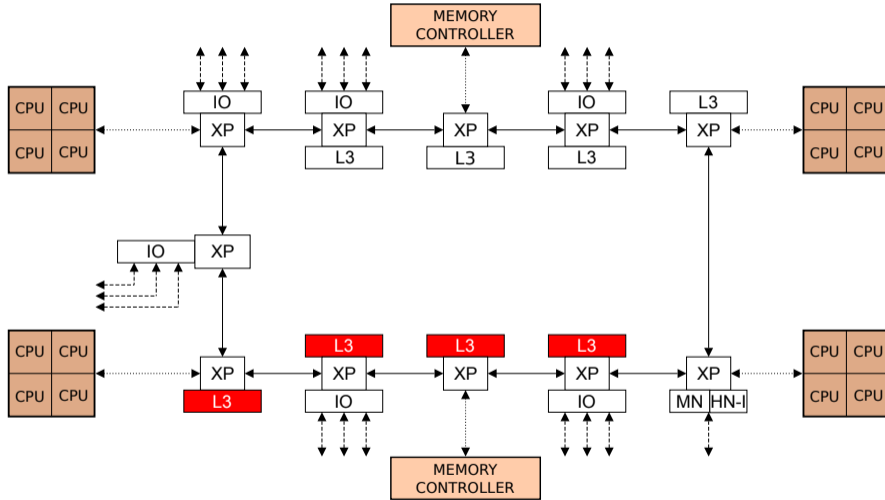 MEMORY
CONTROLLER
CPU CPU
CPU CPU
IO
XP
IO
XP
L3
XP
L3
IO
XP
L3
L3
XP
CPU CPU
CPU CPU
IO
XP
CPU CPU
CPU CPU
XP
L3
L3
XP
IO
L3
XP
L3
XP
IO
XP
MN HN-I
CPU CPU
CPU CPU
MEMORY
CONTROLLER